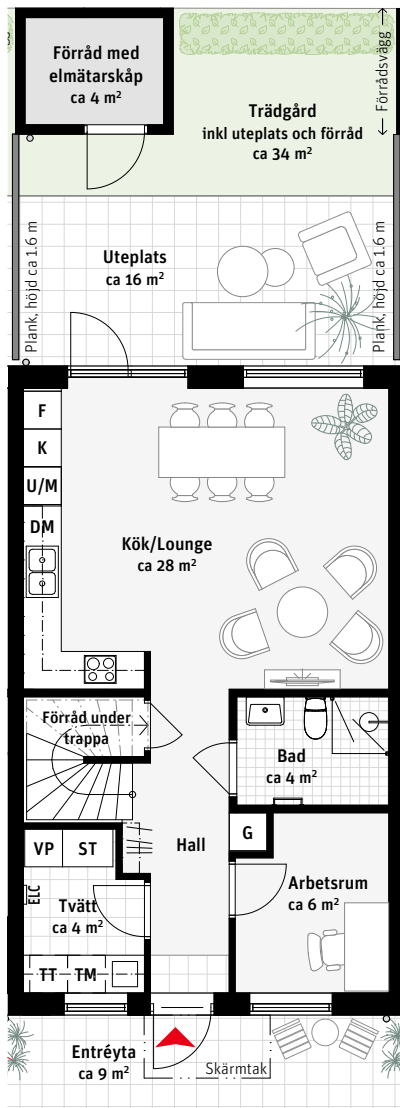 Förråd med
elmätarskåp
ca 4 m²
Förrådsvägg
Trädgård
inkl uteplats och förråd
ca 34 m²
Plank, höjd ca 1.6 m
Uteplats
ca 16 m²
Plank, höjd ca 1.6 m
F
K
U/M
DM
Kök/Lounge
ca 28 m²
Förråd under
trappa
Bad
ca 4 m²
Hall
G
VP
ST
ELC
Tvätt
ca 4 m²
TT
TM
Arbetsrum
ca 6 m²
Entréyta
ca 9 m²
Skärmtak